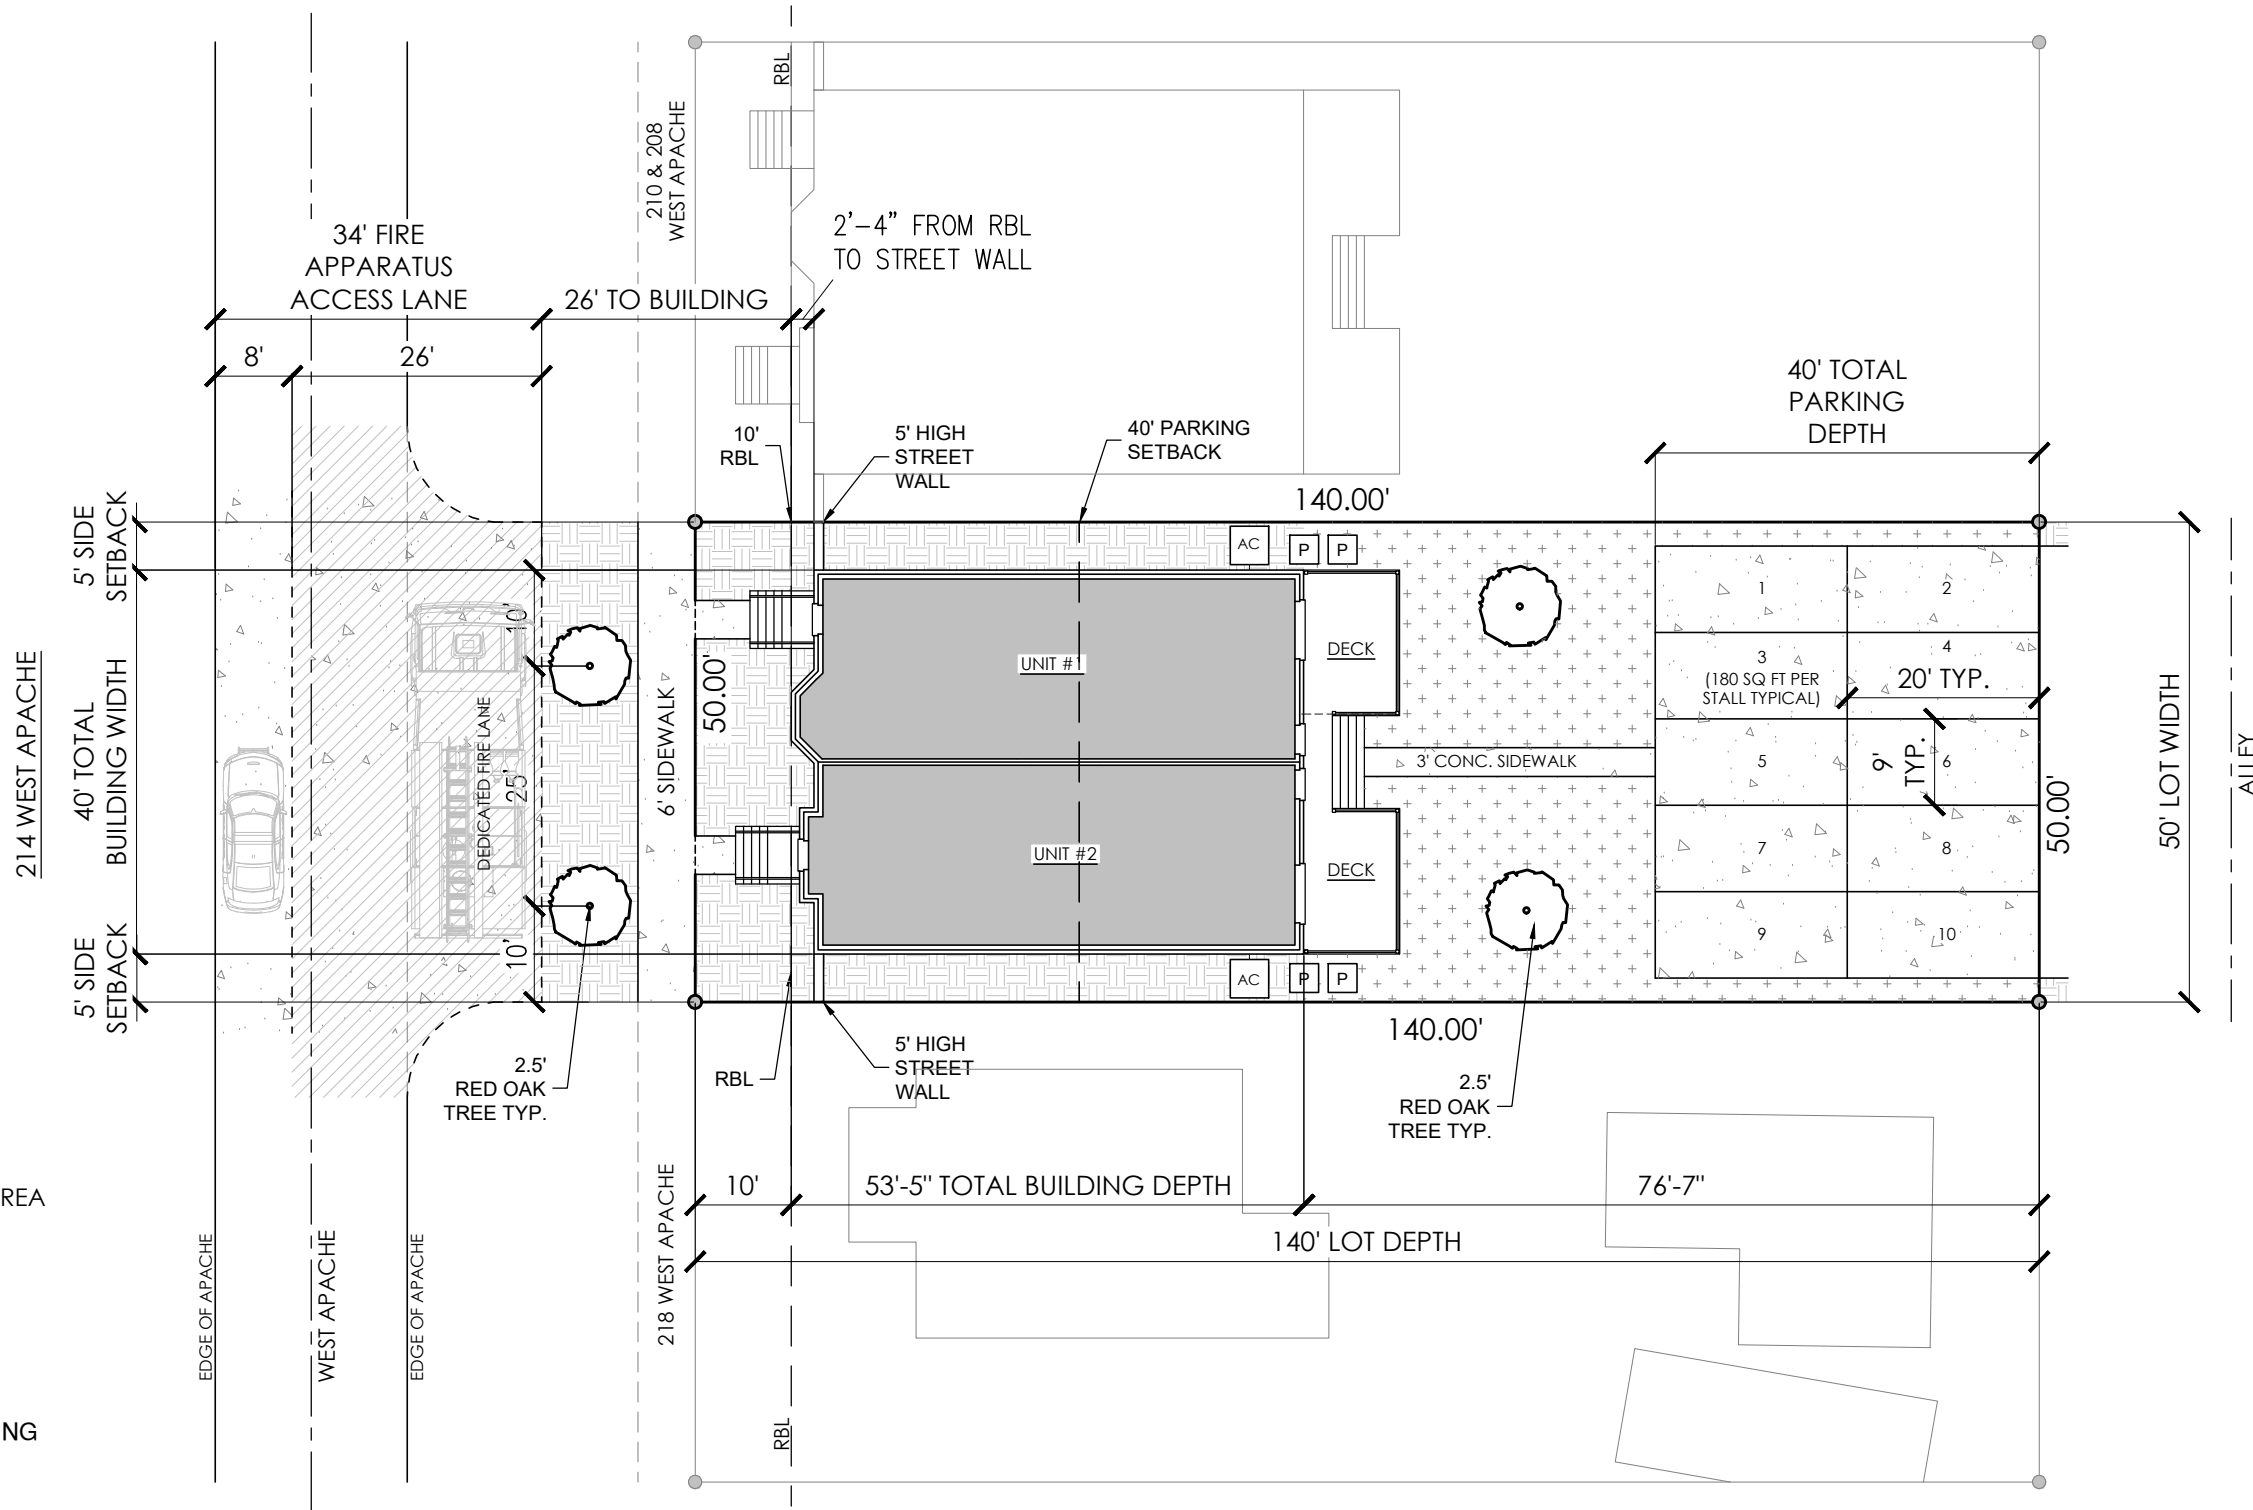 RBL
210 & 208
WEST APACHE
2'-4" FROM RBL
TO STREET WALL
34' FIRE
APPARATUS
ACCESS LANE
26' TO BUILDING
8'
26'
40' TOTAL
PARKING
DEPTH
10'
RBL
5' HIGH
STREET
WALL
40' PARKING
SETBACK
140.00'
5' SIDE
SETBACK
214 WEST APACHE
40' TOTAL
BUILDING WIDTH
5' SIDE
SETBACK
10'
25'
10'
DEDICATED FIRE LANE
6' SIDEWALK
50.00'
AC
P
P
UNIT #1
DECK
UNIT #2
DECK
3' CONC. SIDEWALK
AC
P
P
1
2
3
(180 SQ FT PER
STALL TYPICAL)
4
20' TYP.
5
6
9'
TYP.
7
8
9
10
50.00'
50' LOT WIDTH
ALLEY
140.00'
2.5'
RED OAK
TREE TYP.
RBL
5' HIGH
STREET
WALL
2.5'
RED OAK
TREE TYP.
REA
10'
53'-5" TOTAL BUILDING DEPTH
76'-7"
140' LOT DEPTH
218 WEST APACHE
EDGE OF APACHE
WEST APACHE
EDGE OF APACHE
NG
RBL